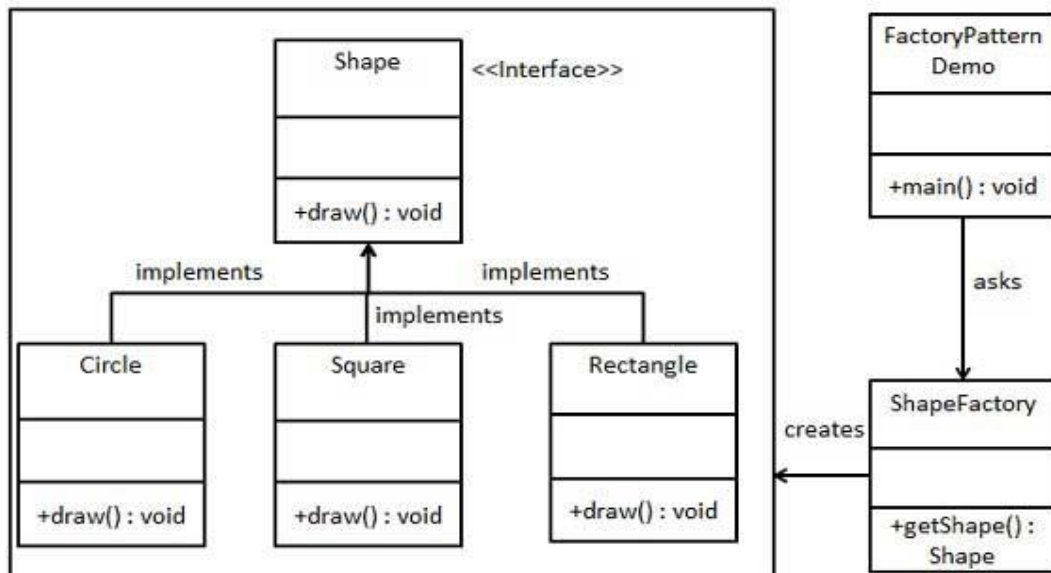 Shape
<<Interface>>
+draw() : void
implements
implements
implements
Circle
+draw() : void
Square
+draw() : void
Rectangle
+draw() : void
FactoryPattern
Demo
+main() : void
asks
ShapeFactory
+getShape() :
Shape
creates